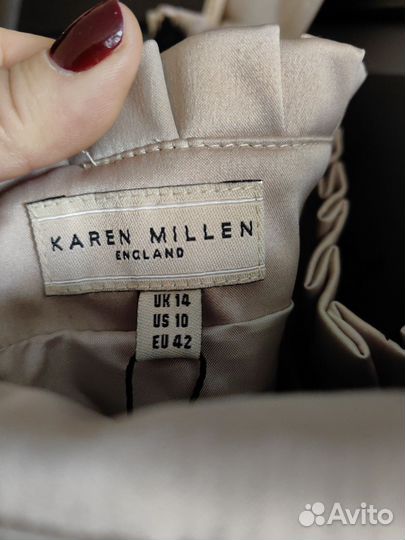 KAREN MILLEN
ENGLAND
UK 14
US 10
EU 42
Avito